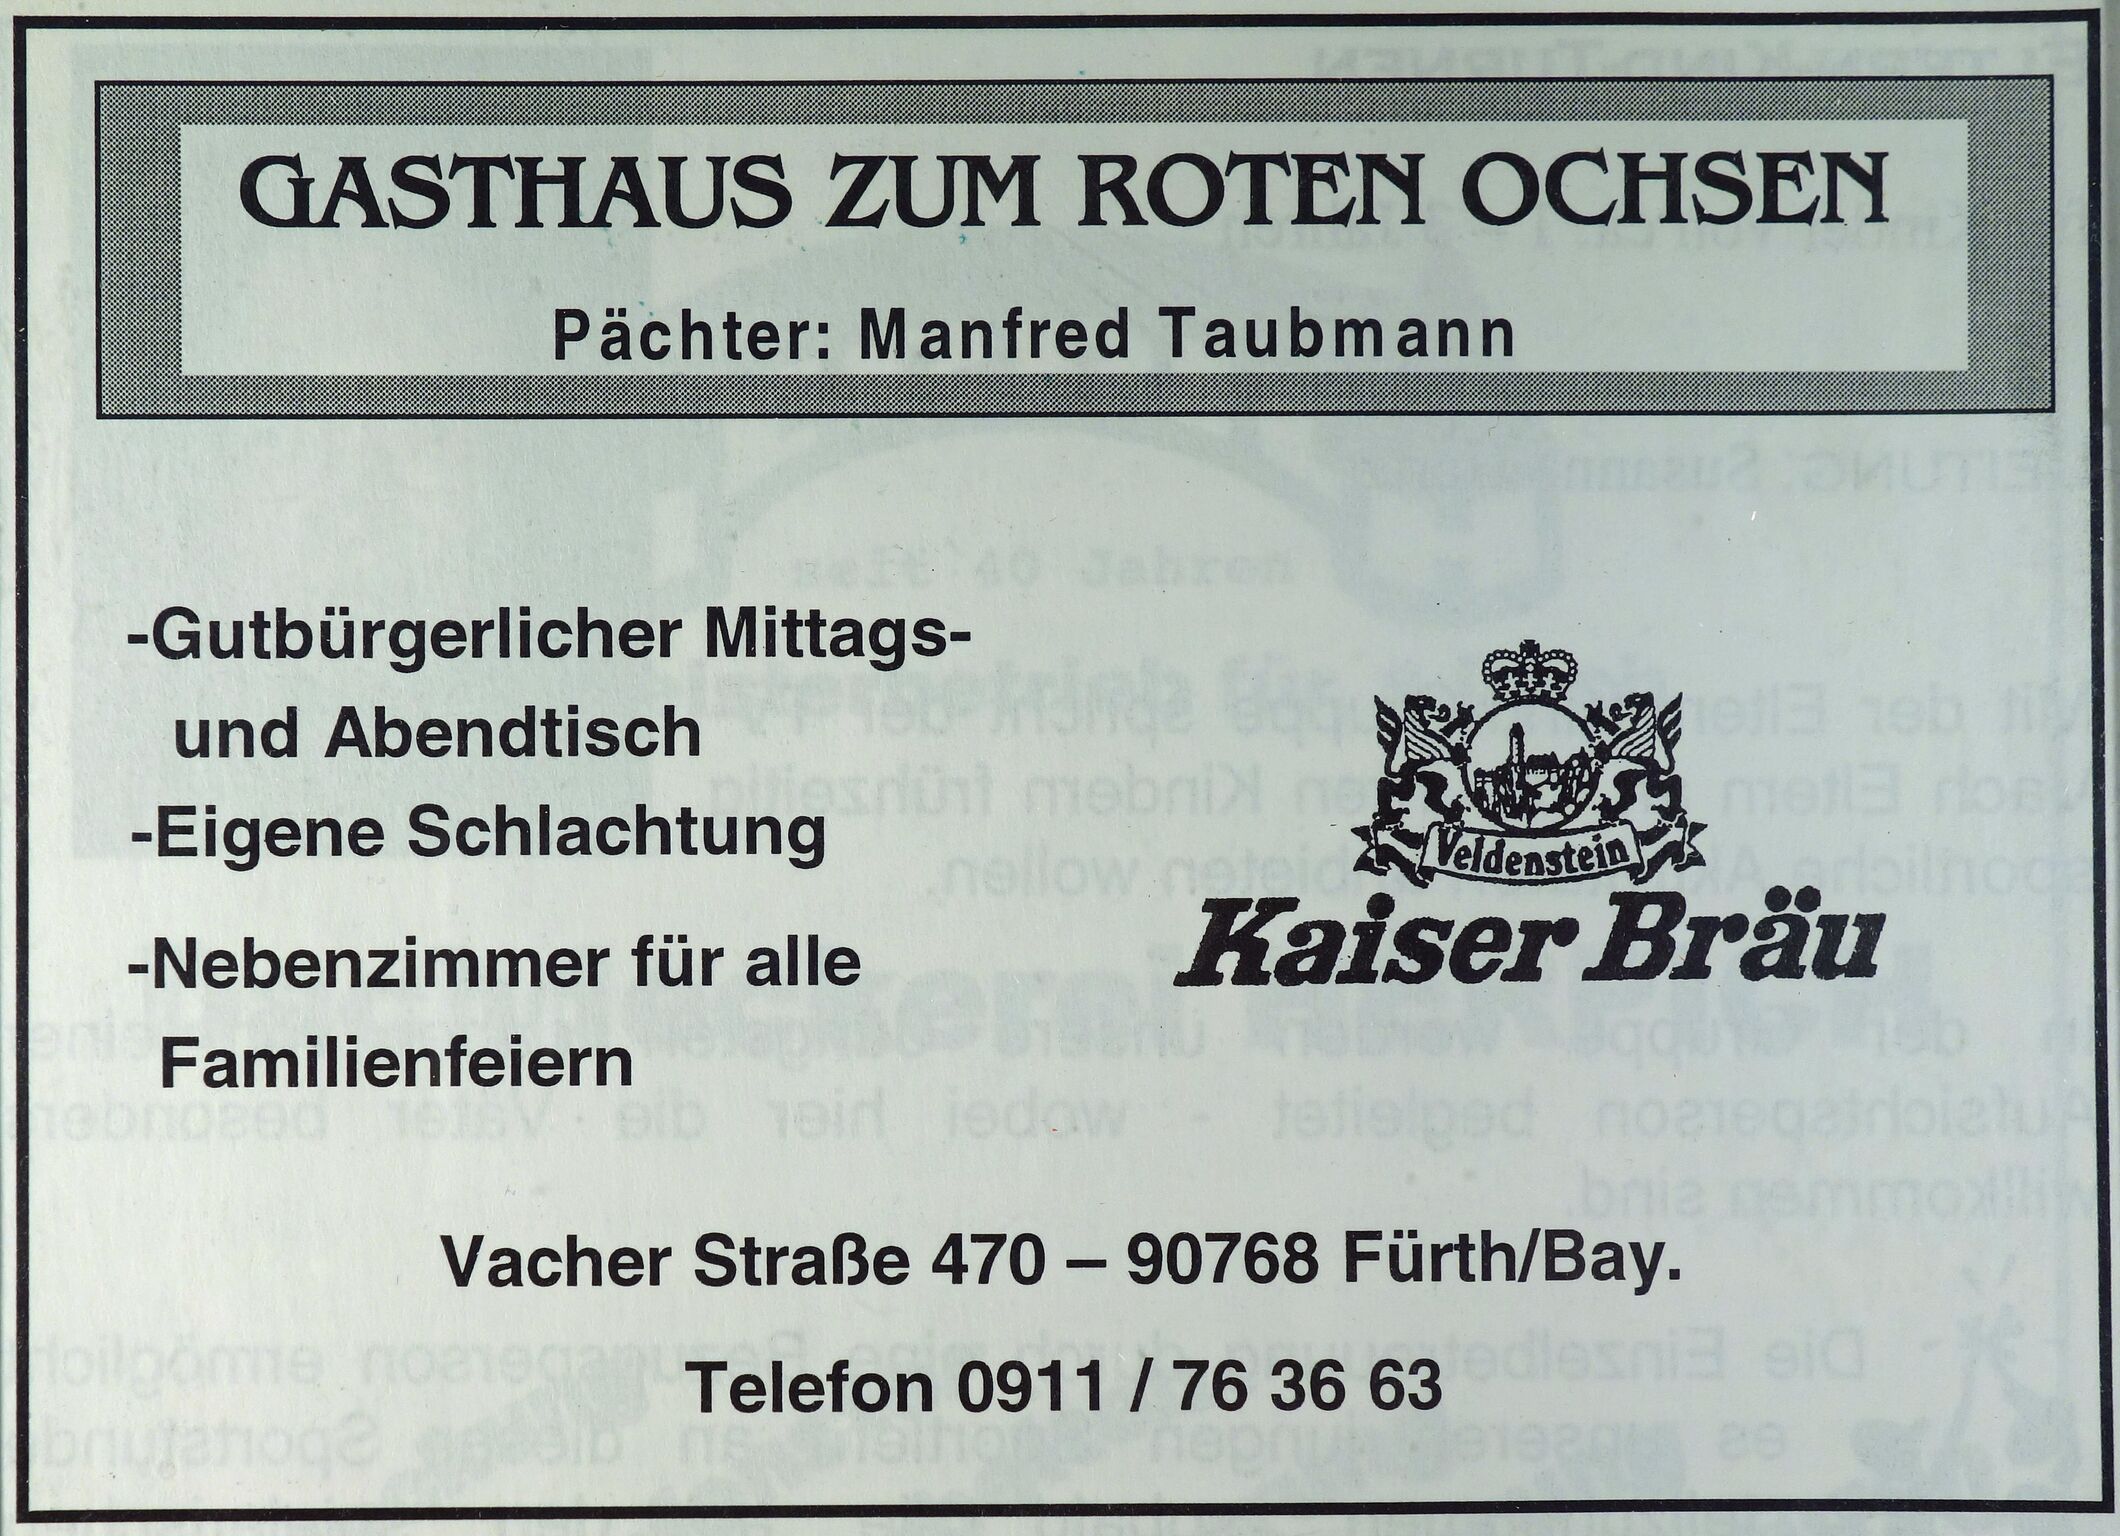 GASTHAUS ZUM ROTEN OCHSEN
Pächter: Manfred Taubmann
-Gutbürgerlicher Mittags-
und Abendtisch
-Eigene Schlachtung
-Nebenzimmer für alle
Familienfeiern
Veldenstein
Kaiser Bräu
Vacher Straße 470 – 90768 Fürth/Bay.
Telefon 0911 / 76 36 63